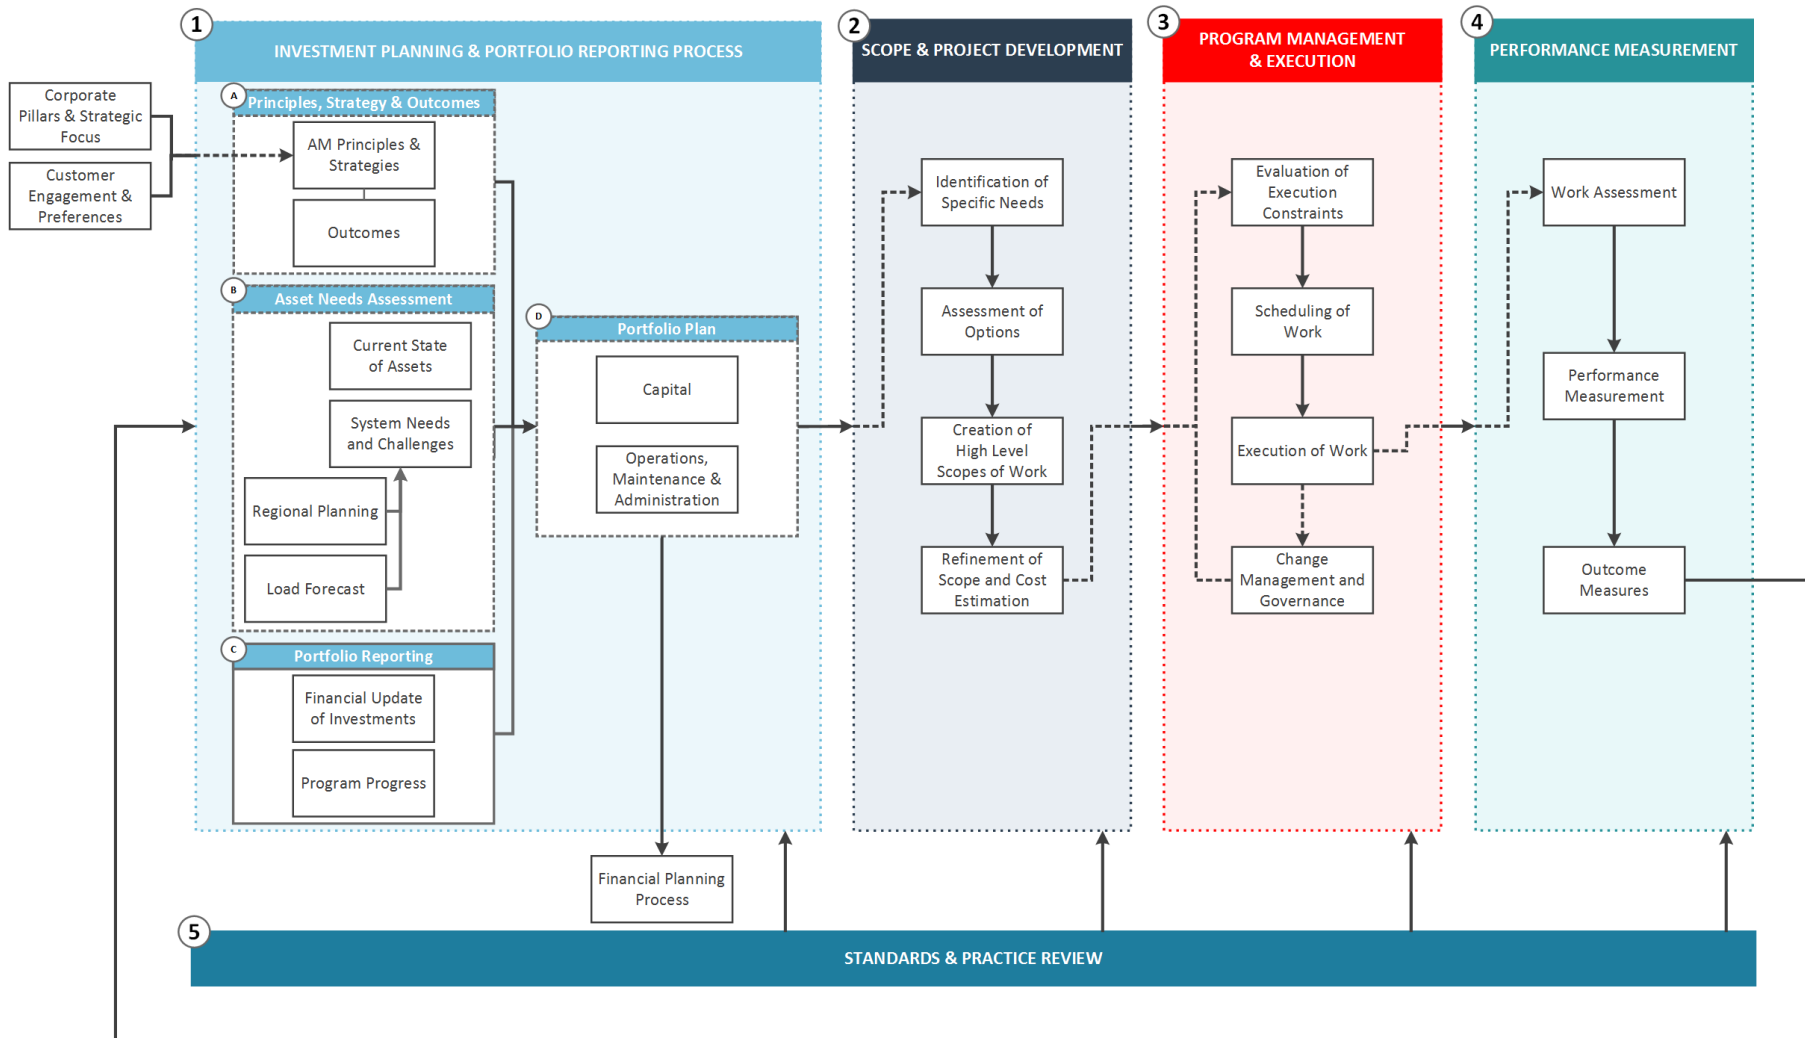 1
INVESTMENT PLANNING & PORTFOLIO REPORTING PROCESS
Corporate
Pillars & Strategic
Focus
Customer
Engagement &
Preferences
A
Principles, Strategy & Outcomes
AM Principles &
Strategies
Outcomes
B
Asset Needs Assessment
Current State
of Assets
System Needs
and Challenges
Regional Planning
Load Forecast
C
Portfolio Reporting
Financial Update
of Investments
Program Progress
D
Portfolio Plan
Capital
Operations,
Maintenance &
Administration
Financial Planning
Process
2
SCOPE & PROJECT DEVELOPMENT
Identification of
Specific Needs
Assessment of
Options
Creation of
High Level
Scopes of Work
Refinement of
Scope and Cost
Estimation
3
PROGRAM MANAGEMENT
& EXECUTION
Evaluation of
Execution
Constraints
Scheduling of
Work
Execution of Work
Change
Management and
Governance
4
PERFORMANCE MEASUREMENT
Work Assessment
Performance
Measurement
Outcome
Measures
5
STANDARDS & PRACTICE REVIEW